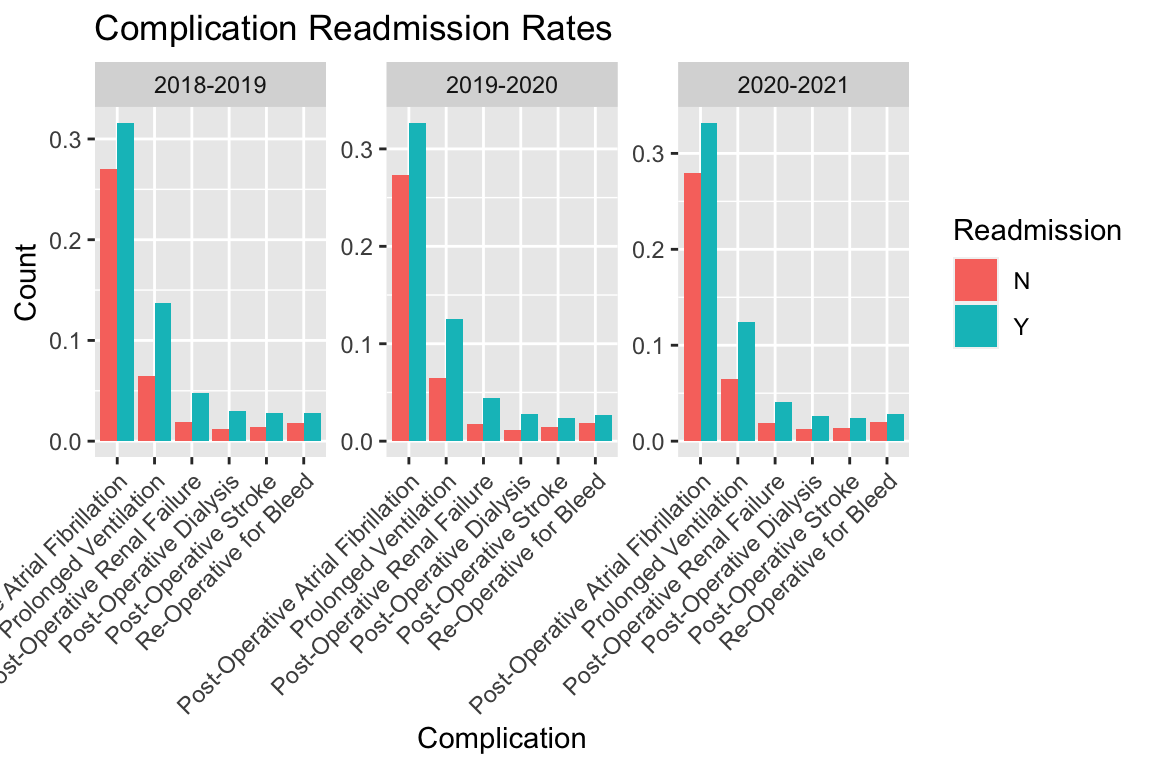 Complication Readmission Rates
2018-2019
2019-2020
2020-2021
Count
0.3
0.2
0.1
0.0
0.3
0.2
0.1
0.0
0.3
0.2
0.1
0.0
Atrial Fibrillation
Prolonged Ventilation
ost-Operative Renal Failure
Post-Operative Dialysis
Post-Operative Stroke
Re-Operative for Bleed
Post-Operative Atrial Fibrillation
Prolonged Ventilation
Post-Operative Renal Failure
Post-Operative Dialysis
Post-Operative Stroke
Re-Operative for Bleed
Post-Operative Atrial Fibrillation
Prolonged Ventilation
Post-Operative Renal Failure
Post-Operative Dialysis
Post-Operative Stroke
Re-Operative for Bleed
Complication
Readmission
N
Y